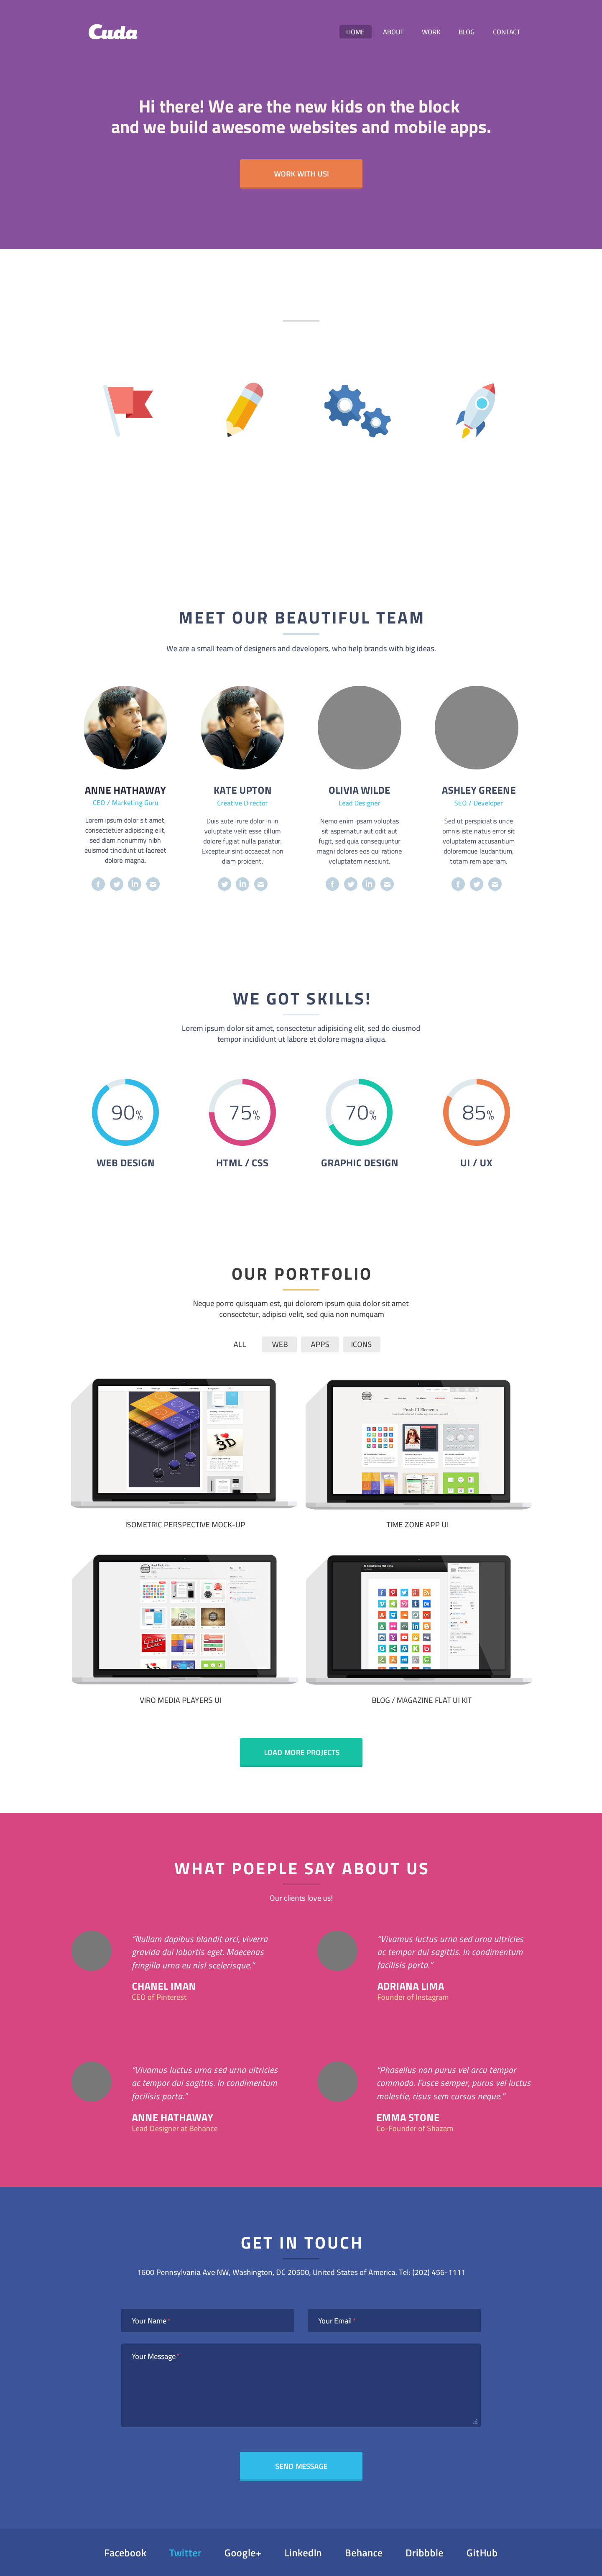 Cuda
HOME ABOUT WORK BLOG CONTACT
Hi there! We are the new kids on the block
and we build awesome websites and mobile apps.
WORK WITH US!
MEET OUR BEAUTIFUL TEAM
We are a small team of designers and developers, who help brands with big ideas.
ANNE HATHAWAY
CEO / Marketing Guru
Lorem ipsum dolor sit amet,
consectetuer adipiscing elit,
sed diam nonummy nibh
euismod tincidunt ut laoreet
dolore magna.
KATE UPTON
Creative Director
Duis aute irure dolor in in
voluptate velit esse cillum
dolore fugiat nulla pariatur.
Excepteur sint occaecat non
diam proident.
OLIVIA WILDE
Lead Designer
Nemo enim ipsam voluptas
sit aspernatur aut odit aut
fugit, sed quia consequuntur
magni dolores eos qui ratione
voluptatem nesciunt.
ASHLEY GREENE
SEO / Developer
Sed ut perspiciatis unde
omnis iste natus error sit
voluptatem accusantium
doloremque laudantium,
totam rem aperiam.
WE GOT SKILLS!
Lorem ipsum dolor sit amet, consectetur adipisicing elit, sed do eiusmod
tempor incididunt ut labore et dolore magna aliqua.
90%
WEB DESIGN
75%
HTML / CSS
70%
GRAPHIC DESIGN
85%
UI / UX
OUR PORTFOLIO
Neque porro quisquam est, qui dolorem ipsum quia dolor sit amet
consectetur, adipisci velit, sed quia non numquam
ALL WEB APPS ICONS
I 3D
ISOMETRIC PERSPECTIVE MOCK-UP
Fresh UI Elements
TIME ZONE APP UI
VIRO MEDIA PLAYERS UI
BLOG / MAGAZINE FLAT UI KIT
LOAD MORE PROJECTS
WHAT POEPLE SAY ABOUT US
Our clients love us!
"Nullam dapibus blandit orci, viverra
gravida dui lobortis eget. Maecenas
fringilla urna eu nisl scelerisque."
CHANEL IMAN
CEO of Pinterest
"Vivamus luctus urna sed urna ultricies
ac tempor dui sagittis. In condimentum
facilisis porta."
ADRIANA LIMA
Founder of Instagram
"Vivamus luctus urna sed urna ultricies
ac tempor dui sagittis. In condimentum
facilisis porta."
ANNE HATHAWAY
Lead Designer at Behance
"Phasellus non purus vel arcu tempor
commodo. Fusce semper, purus vel luctus
molestie, risus sem cursus neque."
EMMA STONE
Co-Founder of Shazam
GET IN TOUCH
1600 Pennsylvania Ave NW, Washington, DC 20500, United States of America. Tel: (202) 456-1111
Your Name *
Your Email *
Your Message *
SEND MESSAGE
Facebook Twitter Google+ LinkedIn Behance Dribbble GitHub